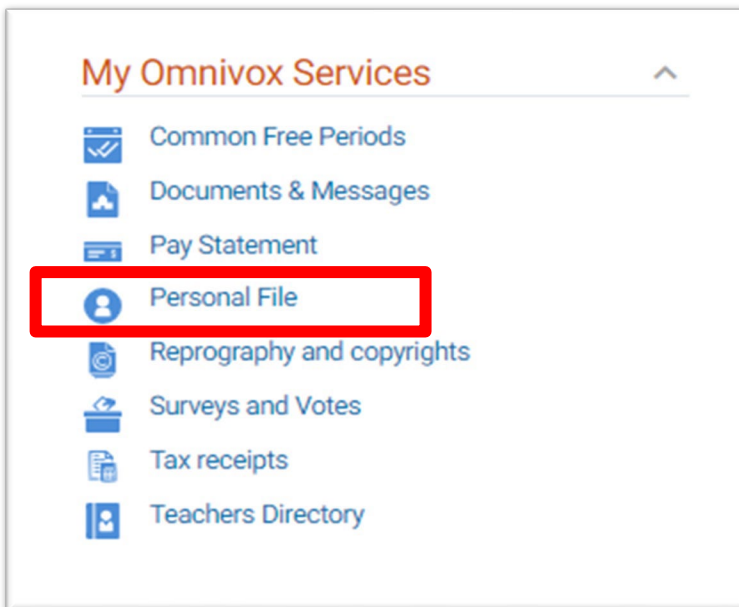 My Omnivox Services
Common Free Periods
Documents & Messages
Pay Statement
Personal File
Reprography and copyrights
Surveys and Votes
Tax receipts
Teachers Directory